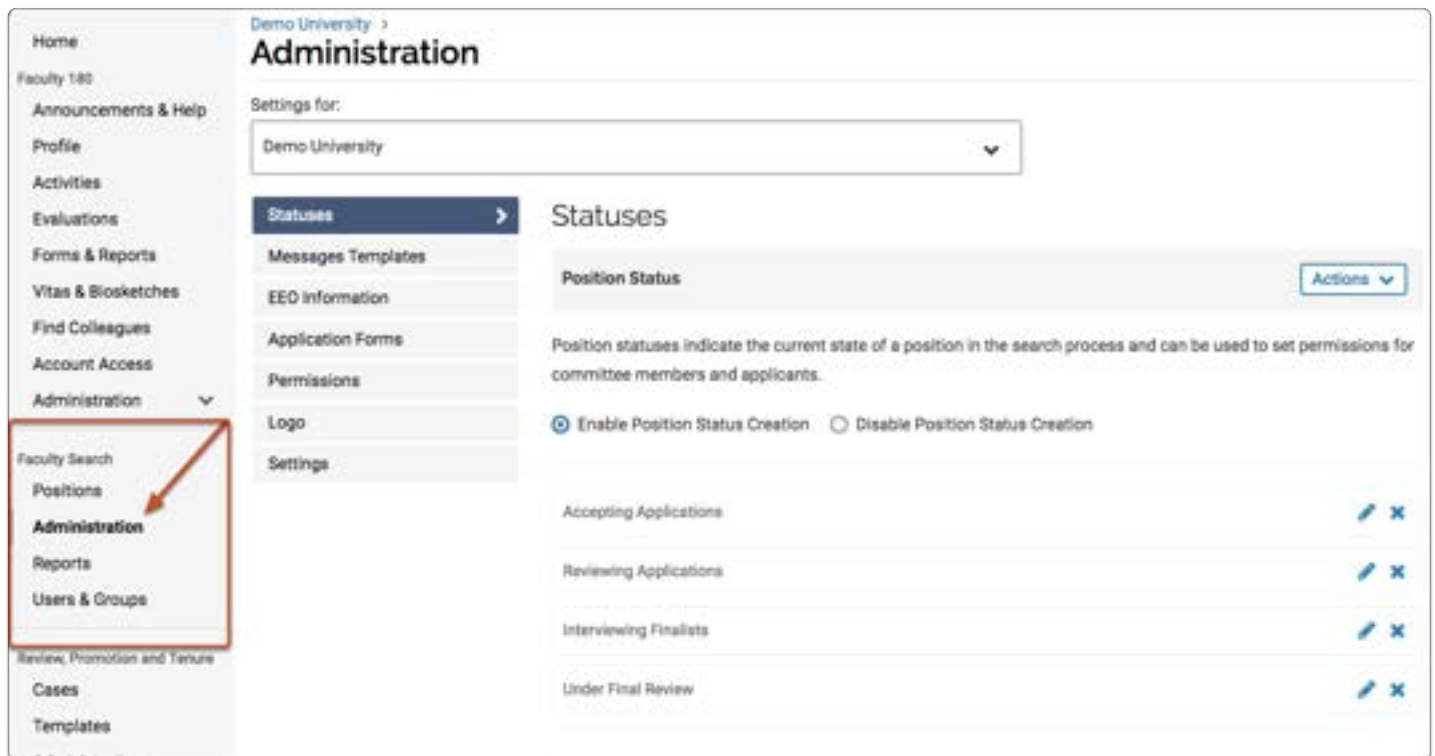 Home
Faculty 180
Announcements & Help
Profile
Activities
Evaluations
Forms & Reports
Vitas & Biosketches
Find Colleagues
Account Access
Administration
Faculty Search
Positions
Administration
Reports
Users & Groups
Review, Promotion and Tenure
Cases
Templates
Demo University >
Administration
Settings for:
Demo University
Statuses
Messages Templates
EEO Information
Application Forms
Permissions
Logo
Settings
Statuses
Position Status
Actions
Position statuses indicate the current state of a position in the search process and can be used to set permissions for
committee members and applicants.
Enable Position Status Creation
Disable Position Status Creation
Accepting Applications
Reviewing Applications
Interviewing Finalists
Under Final Review